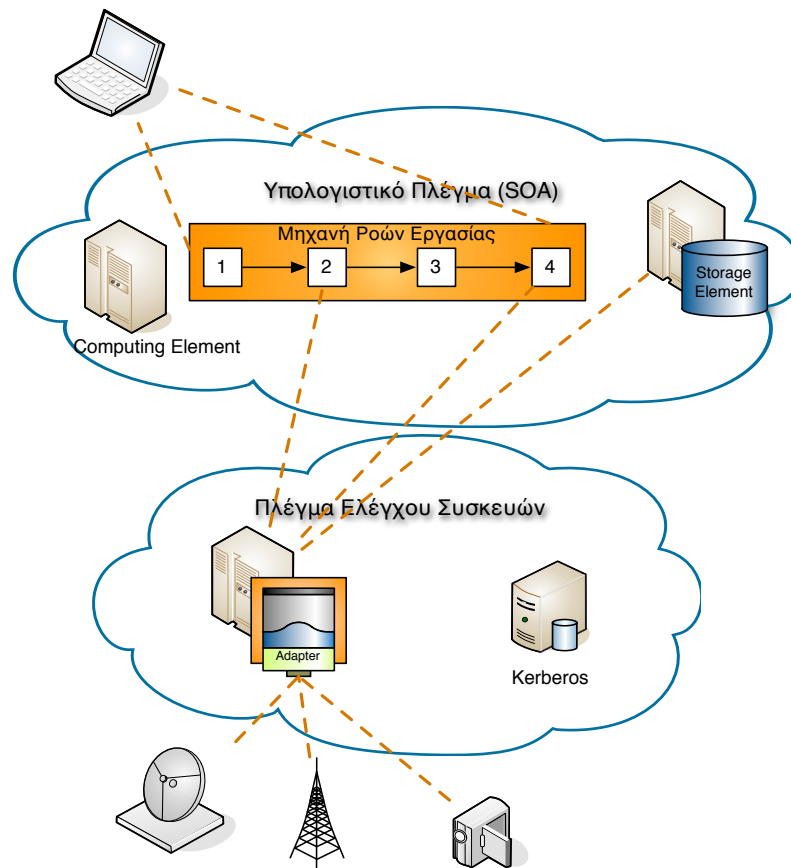 Υπολογιστικό Πλέγμα (SOA)
Μηχανή Ροών Εργασίας
1
2
3
4
Storage
Element
Computing Element
Πλέγμα Ελέγχου Συσκευών
Adapter
Kerberos